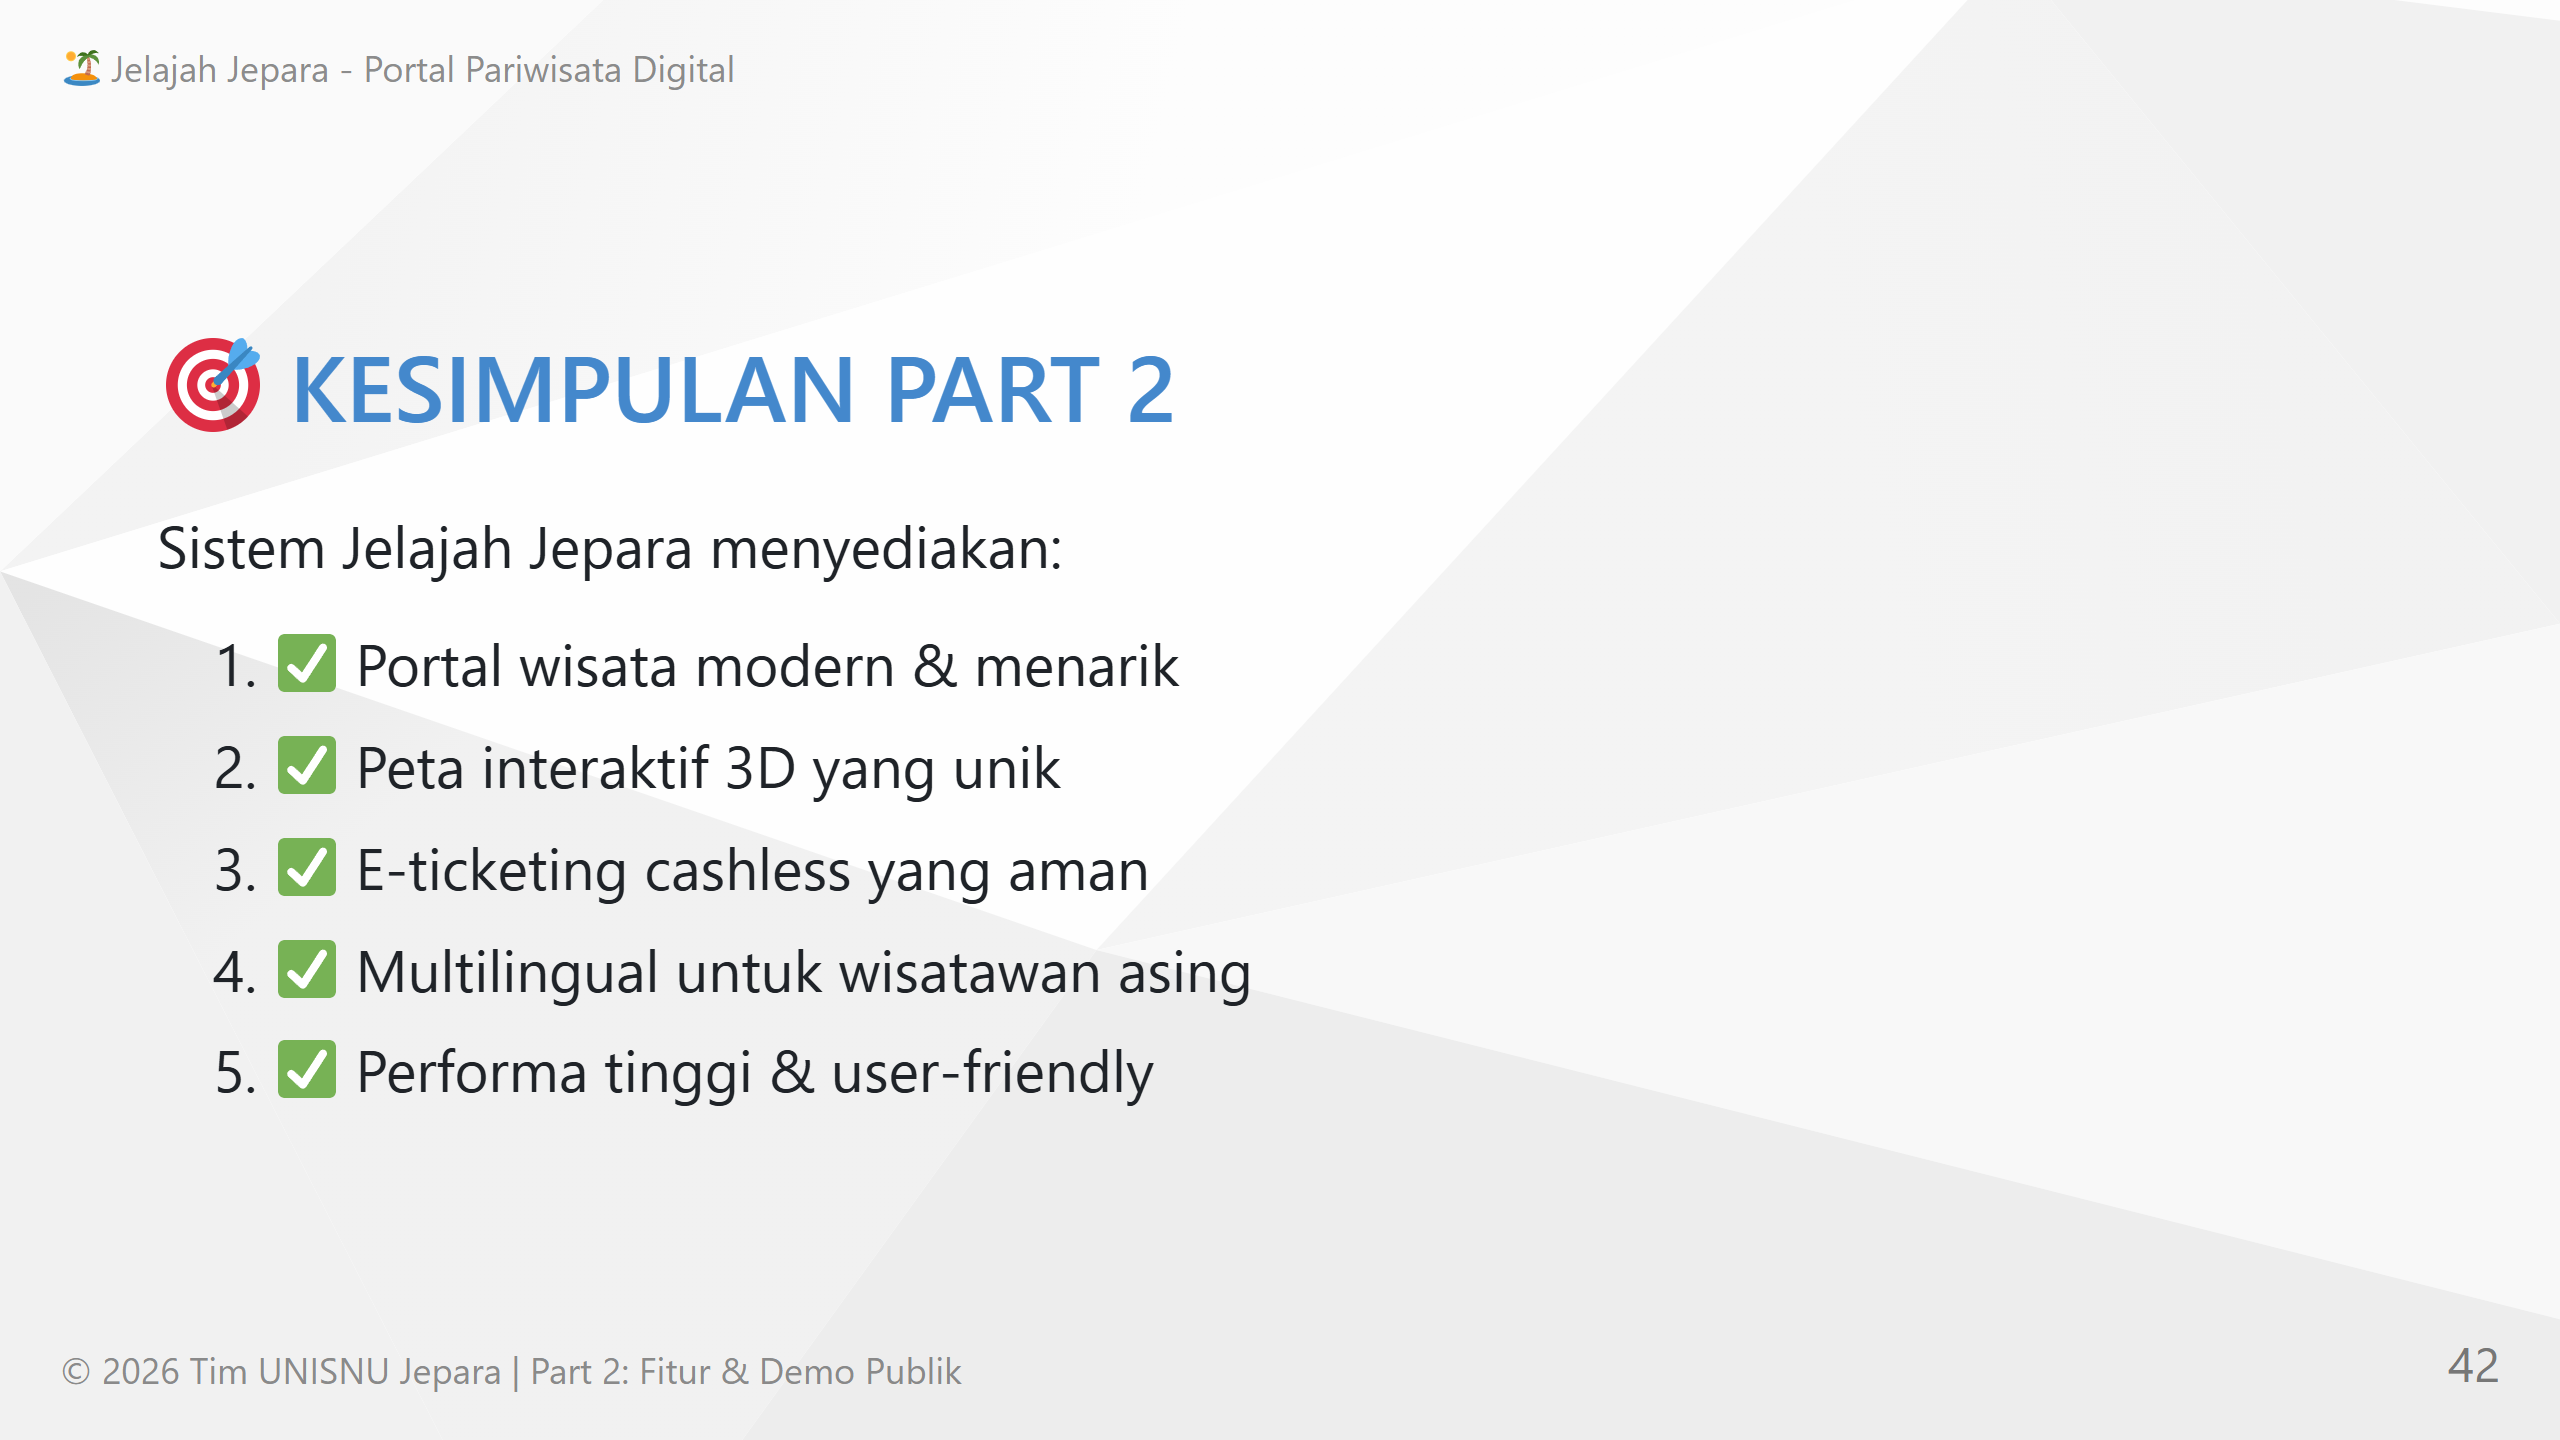 🏝️ Jelajah Jepara - Portal Pariwisata Digital
🎯 KESIMPULAN PART 2
Sistem Jelajah Jepara menyediakan:
1. ✅ Portal wisata modern & menarik
2. ✅ Peta interaktif 3D yang unik
3. ✅ E-ticketing cashless yang aman
4. ✅ Multilingual untuk wisatawan asing
5. ✅ Performa tinggi & user-friendly
© 2026 Tim UNISNU Jepara | Part 2: Fitur & Demo Publik
42